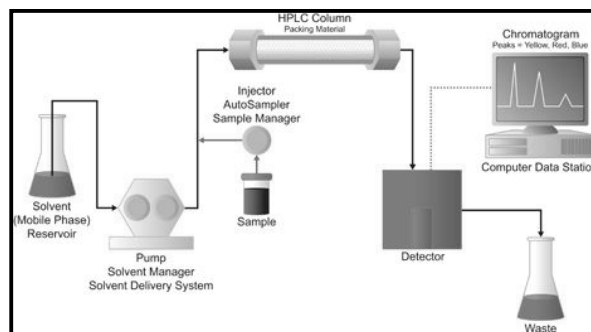 HPLC Column
Packing Material
Chromatogram
Peaks = Yellow, Red, Blue
Injector
AutoSampler
Sample Manager
Computer Data Station
Solvent
(Mobile Phase)
Reservoir
Sample
Pump
Solvent Manager
Solvent Delivery System
Detector
Waste